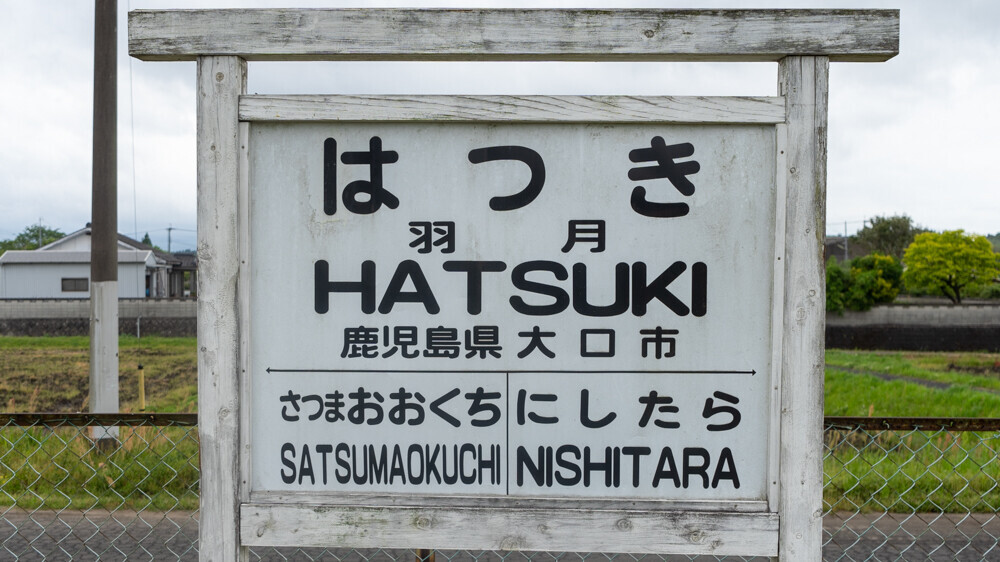 はつき
羽月
HATSUKI
鹿児島県大口市
さつまおおくち にしたら
SATSUMAOKUCHI NISHITARA